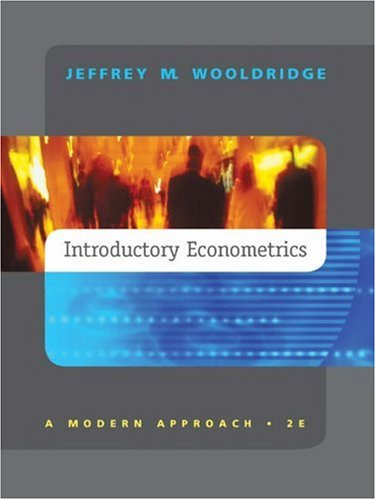 JEFFREY M. WOOLDRIDGE
Introductory Econometrics
A MODERN APPROACH • 2E